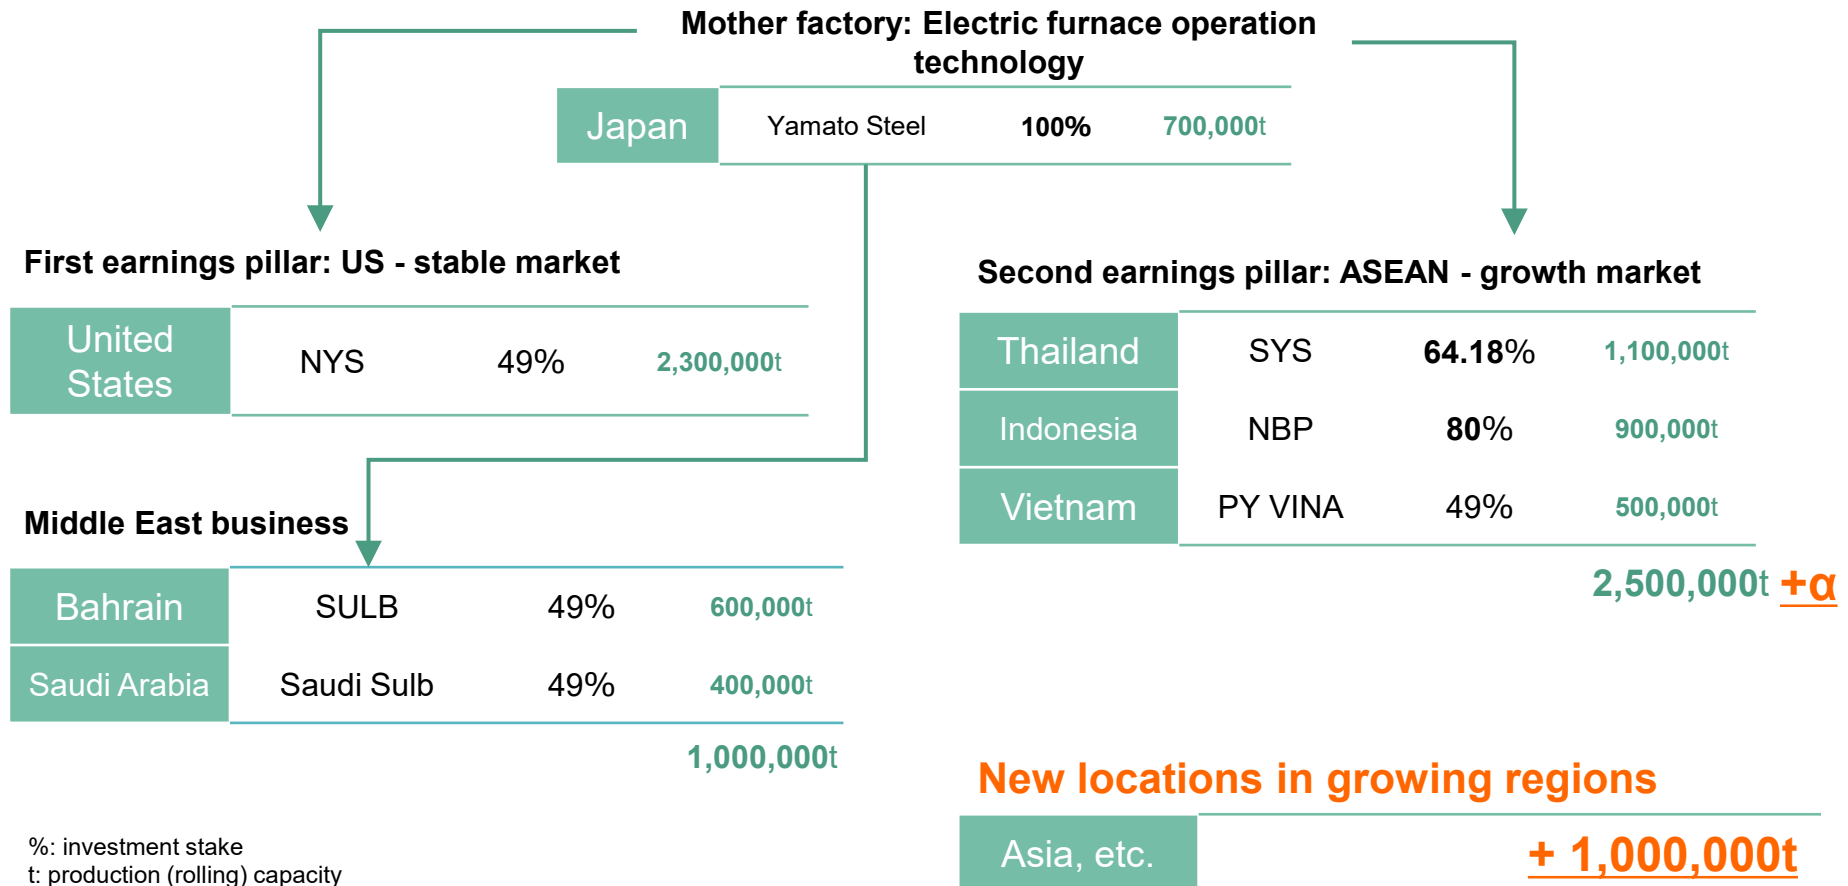 Mother factory: Electric furnace operation
technology
Japan Yamato Steel 100% 700,000t
First earnings pillar: US - stable market
United
States
NYS 49% 2,300,000t
Middle East business
Bahrain SULB 49% 600,000t
Saudi Arabia Saudi Sulb 49% 400,000t
1,000,000t
%: investment stake
t: production (rolling) capacity
Second earnings pillar: ASEAN - growth market
Thailand SYS 64.18% 1,100,000t
Indonesia NBP 80% 900,000t
Vietnam PY VINA 49% 500,000t
2,500,000t +α
New locations in growing regions
Asia, etc. + 1,000,000t